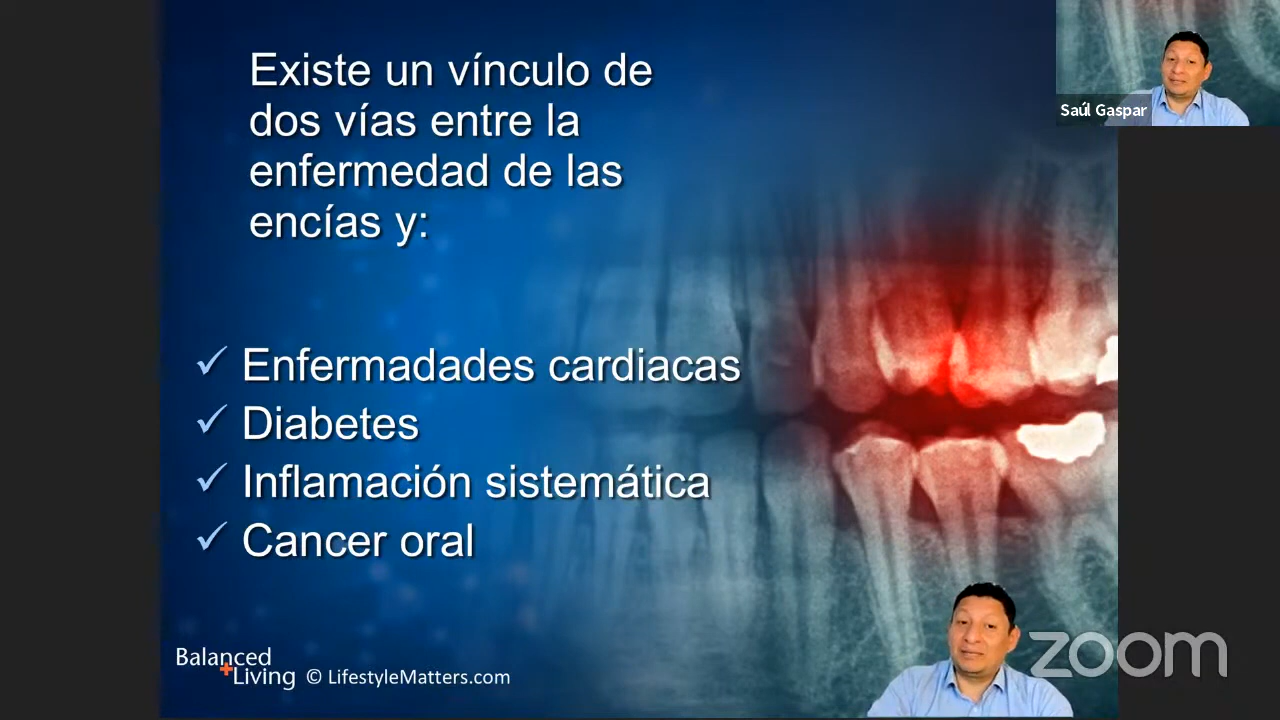 Existe un vínculo de
dos vías entre la
enfermedad de las
encías y:
Saúl Gaspar
✓ Enfermadades cardiacas
✓ Diabetes
✓ Inflamación sistemática
✓ Cancer oral
Balanced
Living © LifestyleMatters.com
zoom